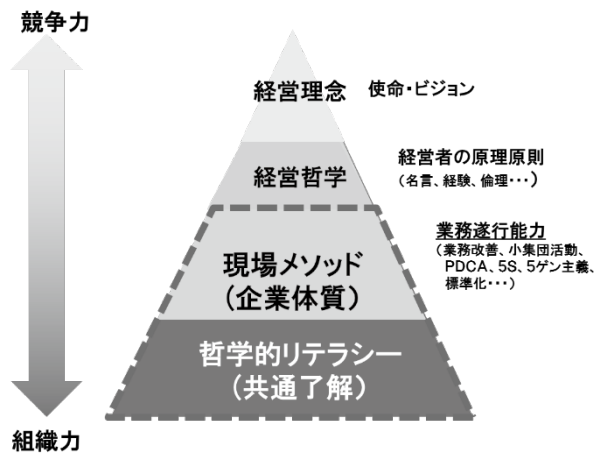 競争力
経営理念
使命・ビジョン
経営哲学
経営者の原理原則
(名言、経験、倫理・・・)
現場メソッド
(企業体質)
業務遂行能力
(業務改善、小集団活動、
PDCA、5S、5ゲン主義、
標準化・・・)
哲学的リテラシー
(共通了解)
組織力